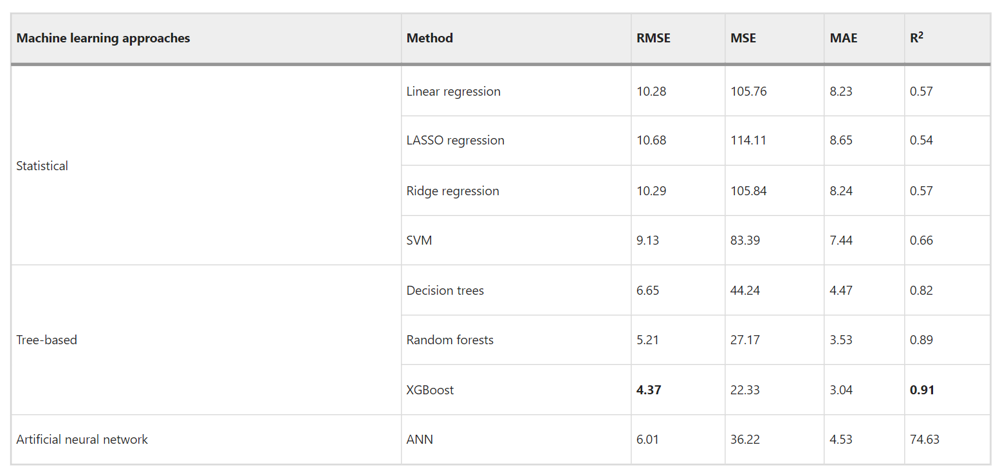 Machine learning approaches Method RMSE MSE MAE R²
Linear regression 10.28 105.76 8.23 0.57
LASSO regression 10.68 114.11 8.65 0.54
Statistical
Ridge regression 10.29 105.84 8.24 0.57
SVM 9.13 83.39 7.44 0.66
Decision trees 6.65 44.24 4.47 0.82
Tree-based Random forests 5.21 27.17 3.53 0.89
XGBoost 4.37 22.33 3.04 0.91
Artificial neural network ANN 6.01 36.22 4.53 74.63